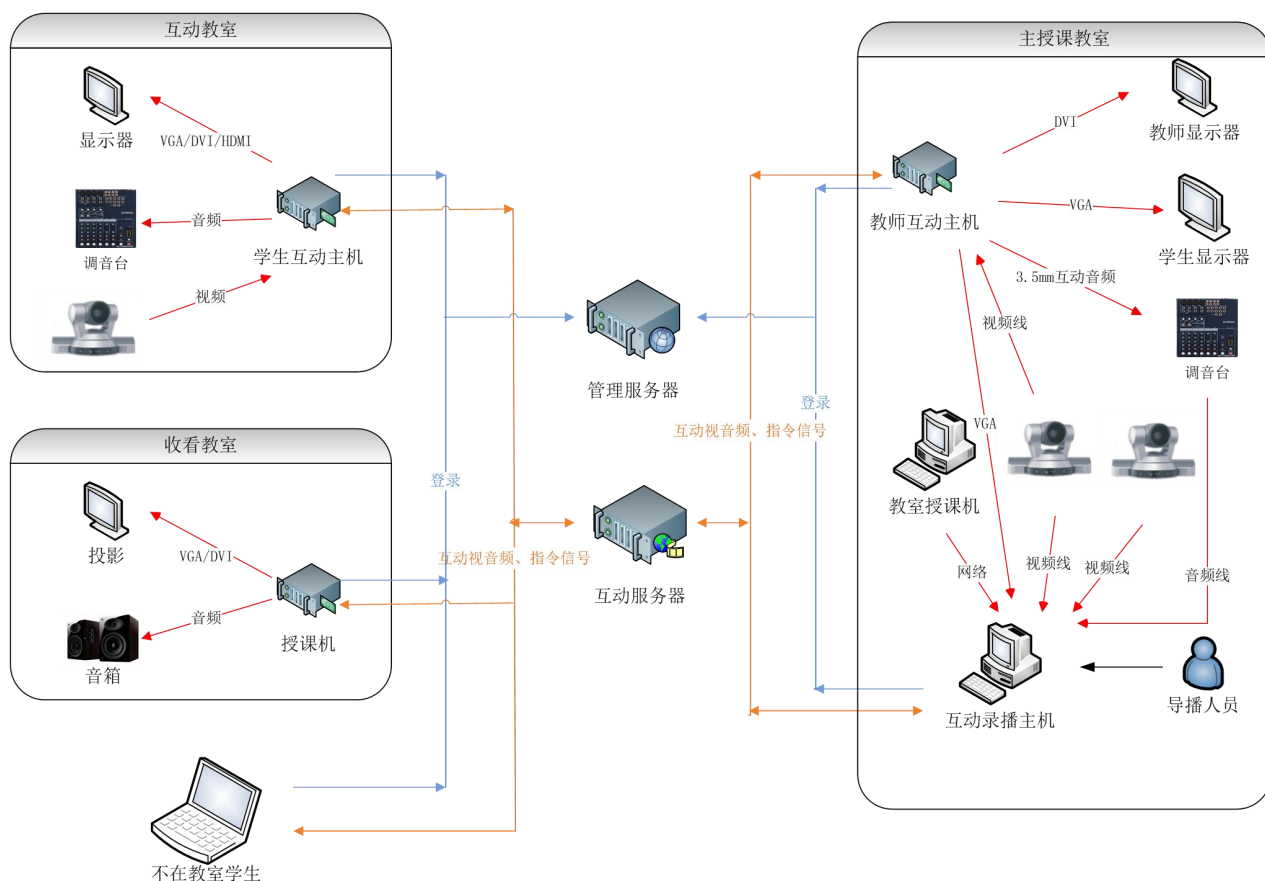 互动教室
显示器
VGA/DVI/HDMI
音频
调音台
学生互动主机
视频
收看教室
投影
VGA/DVI
音频
音箱
授课机
不在教室学生
登录
互动视音频、指令信号
管理服务器
互动服务器
互动视音频、指令信号
登录
主授课教室
DVI
教师显示器
教师互动主机
VGA
学生显示器
3.5mm互动音频
视频线
调音台
VGA
教室授课机
网络
视频线
视频线
音频线
互动录播主机
导播人员